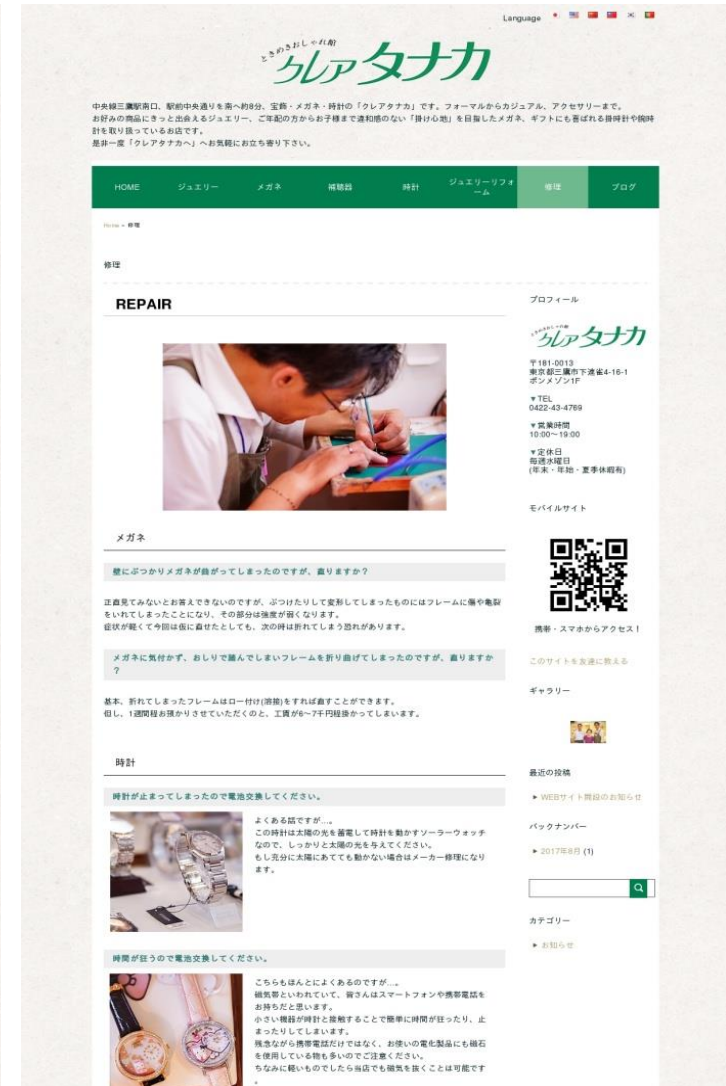 Language
ときめきおしゃれ館
クレアタナカ
中央線三鷹駅南口、駅前中央通りを南へ約8分、宝飾・メガネ・時計の「クレアタナカ」です。フォーマルからカジュアル、アクセサリーまで。
お好みの商品にきっと出会えるジュエリー、ご年配の方からお子様まで違和感のない「掛け心地」を目指したメガネ、ギフトにも喜ばれる掛時計や腕時
計を取り扱っているお店です。
是非一度「クレアタナカへ」へお気軽にお立ち寄り下さい。
HOME ジュエリー メガネ 補聴器 時計 ジュエリーリフォ
ーム 修理 ブログ
Home » 修理
修理
REPAIR
メガネ
壁にぶつかりメガネが曲がってしまったのですが、直りますか？
正直見てみないとお答えできないのですが、ぶつけたりして変形してしまったものにはフレームに傷や亀裂
をいれてしまったことになり、その部分は強度が弱くなります。
症状が軽くて今回は仮に直せたとしても、次の時は折れてしまう恐れがあります。
メガネに気付かず、おしりで踏んでしまいフレームを折り曲げてしまったのですが、直りますか
？
基本、折れてしまったフレームはロー付け(溶接)をすれば直すことができます。
但し、1週間程お預かりさせていただくのと、工賃が6〜7千円程掛かってしまいます。
時計
時計が止まってしまったので電池交換してください。
よくある話ですが…。
この時計は太陽の光を蓄電して時計を動かすソーラーウォッチ
なので、しっかりと太陽の光を与えてください。
もし充分に太陽にあてても動かない場合はメーカー修理になり
ます。
時間が狂うので電池交換してください。
こちらもほんとによくあるのですが…。
磁気帯といわれていて、皆さんはスマートフォンや携帯電話を
お持ちだと思います。
小さい機器が時計と接触することで簡単に時間が狂ったり、止
まったりしてしまいます。
残念ながら携帯電話だけではなく、お使いの電化製品にも磁石
を使用している物も多いのでご注意ください。
ちなみに軽いものでしたら当店でも磁気を抜くことは可能です
。
プロフィール
ときめきおしゃれ館
クレアタナカ
〒181-0013
東京都三鷹市下連雀4-16-1
ボンメゾン1F
▼TEL
0422-43-4769
▼営業時間
10:00〜19:00
▼定休日
毎週水曜日
(年末・年始・夏季休暇有)
モバイルサイト
携帯・スマホからアクセス！
このサイトを友達に教える
ギャラリー
最近の投稿
► WEBサイト開設のお知らせ
バックナンバー
► 2017年8月 (1)
カテゴリー
► お知らせ